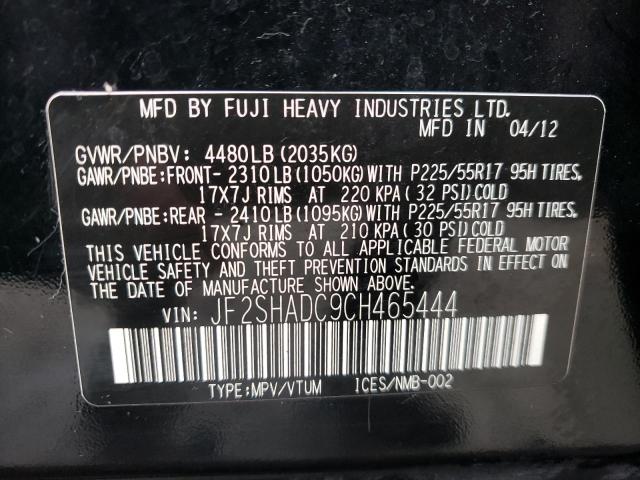 MFD BY FUJI HEAVY INDUSTRIES LTD.
MFD IN 04/12
GVWR/PNBV: 4480LB(2035KG)
GAWR/PNBE:FRONT- 2310LB(1050KG)WITH P225/55R17 95H TIRES,
17X7J RIMS AT 220 KPA(32 PSI)COLD
GAWR/PNBE:REAR - 2410LB(1095KG)WITH P225/55R17 95H TIRES,
17X7J RIMS AT 210 KPA(30 PSI)COLD
THIS VEHICLE CONFORMS TO ALL APPLICABLE FEDERAL MOTOR
VEHICLE SAFETY AND THEFT PREVENTION STANDARDS IN EFFECT ON
THE DATE OF MANUFACTURE SHOWN ABOVE.
VIN: JF2SHADC9CH465444
TYPE:MPV/VTUM ICES/NMB-002